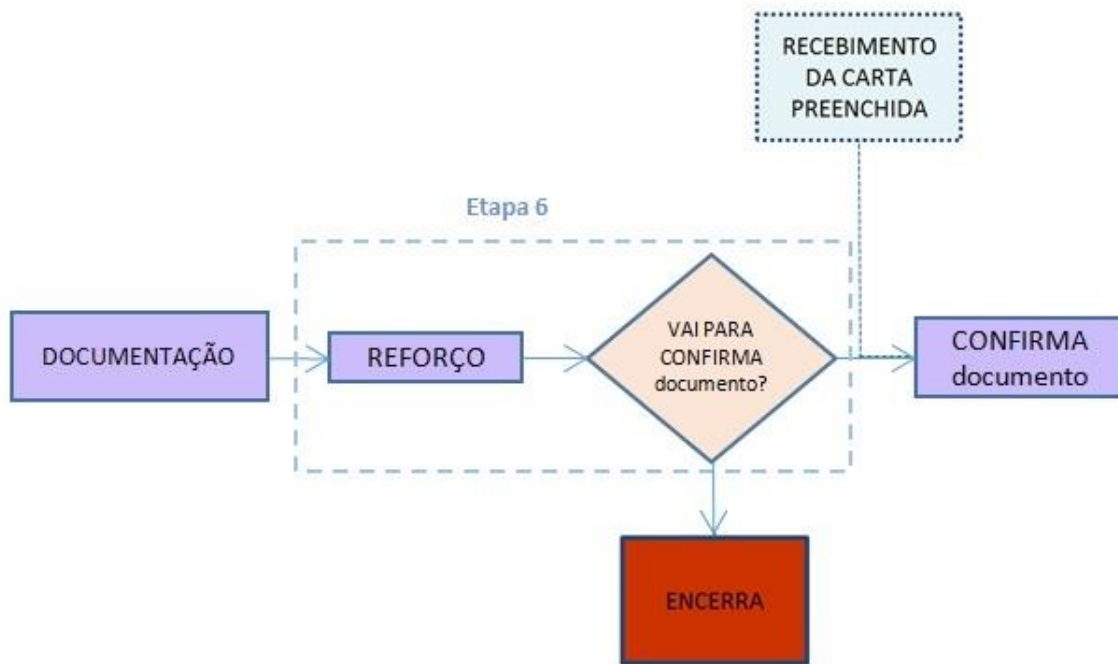 RECEBIMENTO
DA CARTA
PREENCHIDA
Etapa 6
DOCUMENTAÇÃO
REFORÇO
VAI PARA
CONFIRMA
documento?
CONFIRMA
documento
ENCERRA